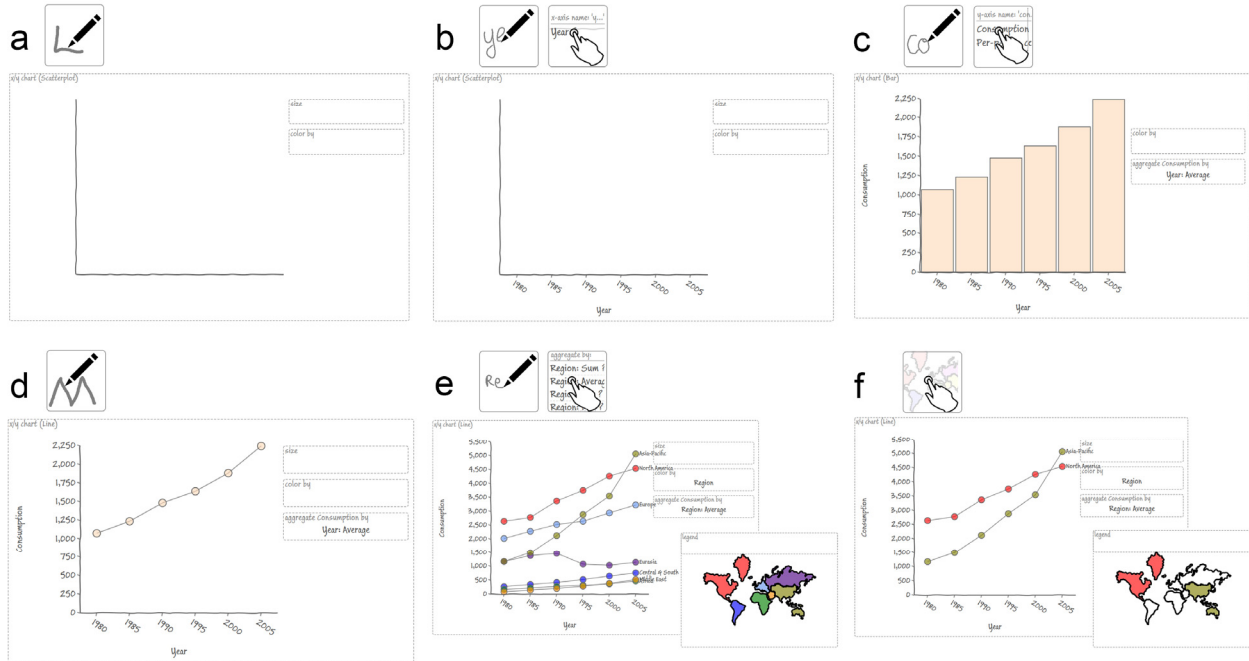 a
x/y chart (Scatterplot)
size
color by
b
ye
x-axis name: 'y...'
Year
x/y chart (Scatterplot)
size
color by
1980
1985
1990
1995
2000
2005
Year
c
co
y-axis name: 'con.
Consumption
x/y chart (Bar)
2,250
2,000
1,750
1,500
1,250
1,000
750
500
250
0
Consumption
1980
1985
1990
1995
2000
2005
Year
color by
aggregate Consumption by
Year: Average
d
x/y chart (Line)
2,250
2,000
1,750
1,500
1,250
1,000
750
500
250
0
Consumption
1980
1985
1990
1995
2000
2005
Year
size
color by
aggregate Consumption by
Year: Average
e
Re
aggregate by:
Region: Sum
Region: Averag
x/y chart (Line)
5,500
5,000
4,500
4,000
3,500
3,000
2,500
2,000
1,500
1,000
500
0
Consumption
1980
1985
1990
1995
2000
2005
Year
Asia-Pacific
North America
Europe
Eurasia
Central & South
Middle East
size
color by
Region
aggregate Consumption by
Region: Average
legend
f
x/y chart (Line)
5,500
5,000
4,500
4,000
3,500
3,000
2,500
2,000
1,500
1,000
500
0
Consumption
1980
1985
1990
1995
2000
2005
Year
Asia-Pacific
North America
size
color by
Region
aggregate Consumption by
Region: Average
legend